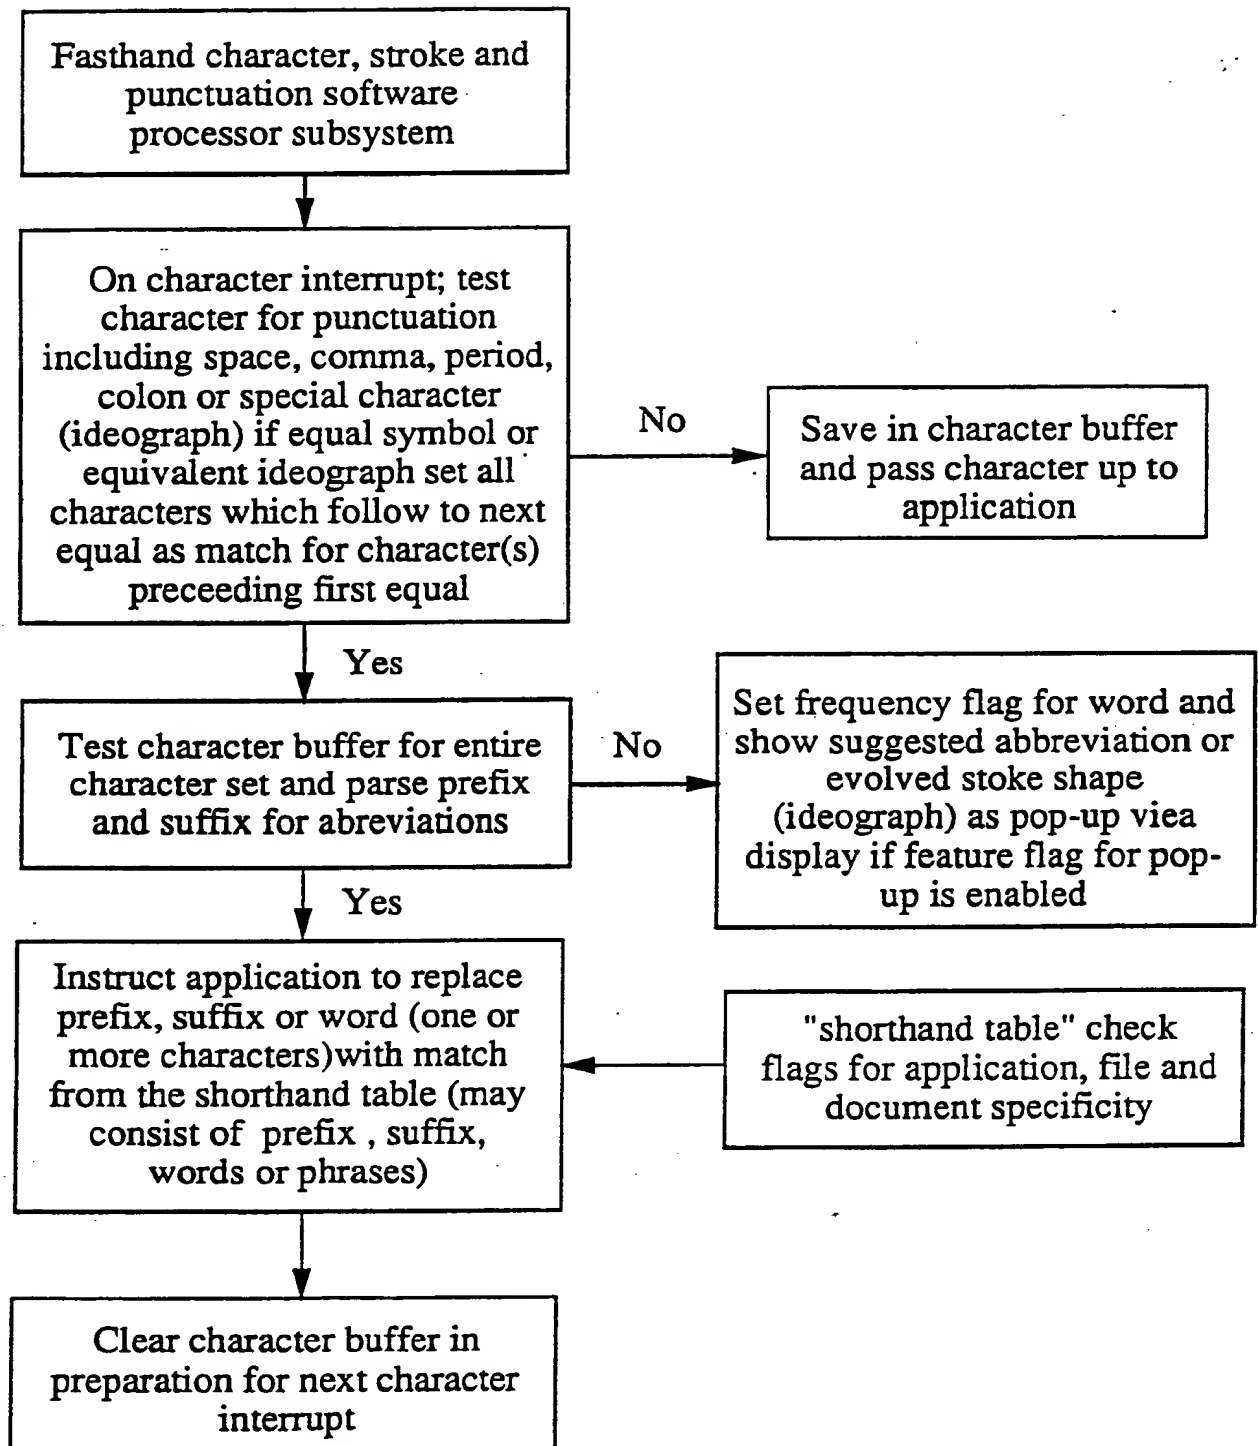 Fasthand character, stroke and
punctuation software
processor subsystem
On character interrupt; test
character for punctuation
including space, comma, period,
colon or special character
(ideograph) if equal symbol or
equivalent ideograph set all
characters which follow to next
equal as match for character(s)
preceeding first equal
No
Save in character buffer
and pass character up to
application
Yes
Test character buffer for entire
character set and parse prefix
and suffix for abreviations
No
Set frequency flag for word and
show suggested abbreviation or
evolved stoke shape
(ideograph) as pop-up viea
display if feature flag for pop-
up is enabled
Yes
Instruct application to replace
prefix, suffix or word (one or
more characters)with match
from the shorthand table (may
consist of prefix , suffix,
words or phrases)
"shorthand table" check
flags for application, file and
document specificity
Clear character buffer in
preparation for next character
interrupt